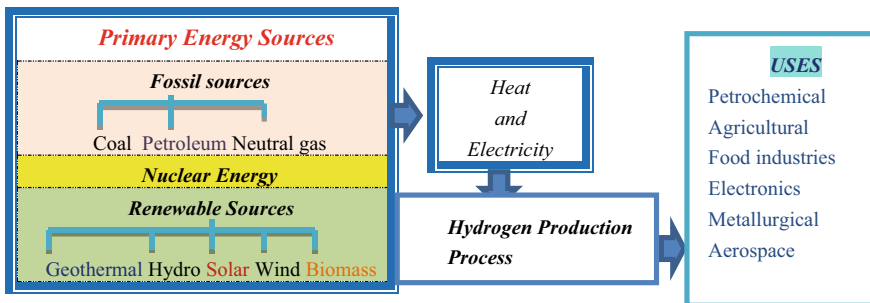 Primary Energy Sources
Fossil sources
Coal Petroleum Neutral gas
Nuclear Energy
Renewable Sources
Geothermal Hydro Solar Wind Biomass
Heat
and
Electricity
Hydrogen Production
Process
USES
Petrochemical
Agricultural
Food industries
Electronics
Metallurgical
Aerospace